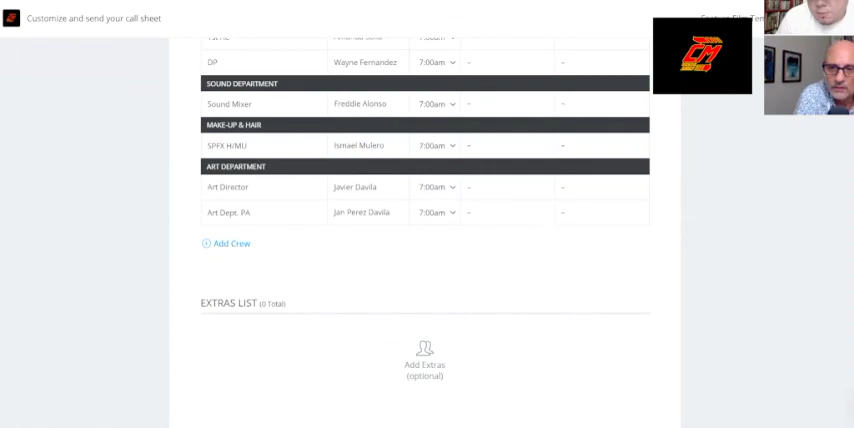 Customize and send your call sheet
DP Wayne Fernandez 7:00am – –
SOUND DEPARTMENT
Sound Mixer Freddie Alonso 7:00am – –
MAKE-UP & HAIR
SPFX H/MU Ismael Mulero 7:00am – –
ART DEPARTMENT
Art Director Javier Davila 7:00am – –
Art Dept. PA Jan Perez Davila 7:00am – –
Add Crew
EXTRAS LIST (0 Total)
Add Extras
(optional)
CM